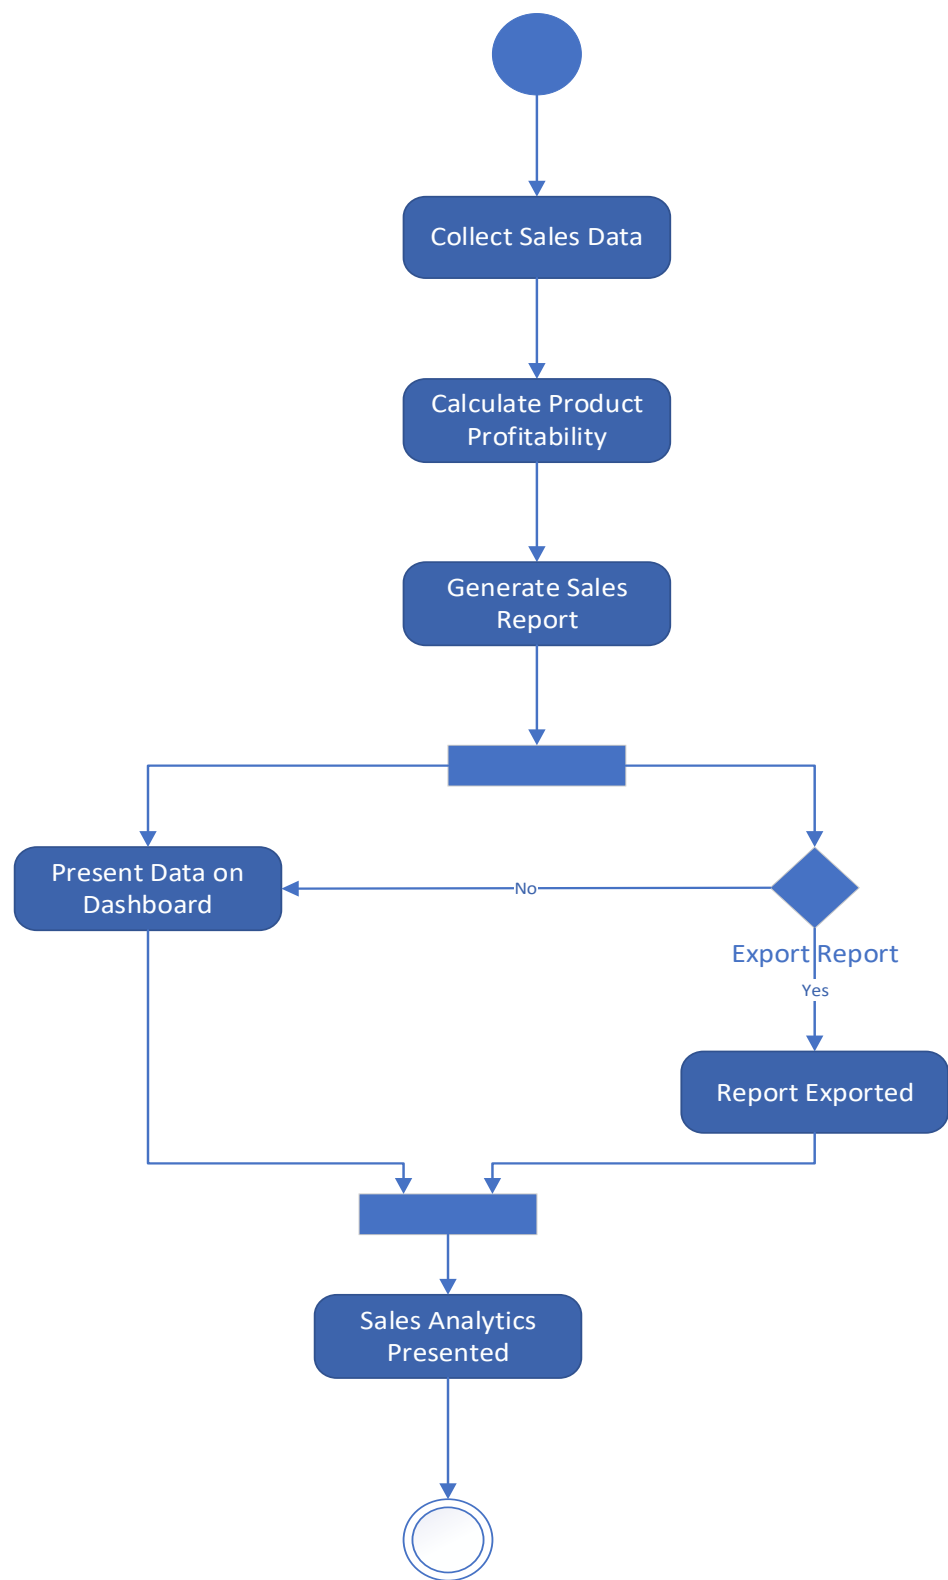 Collect Sales Data
Calculate Product
Profitability
Generate Sales
Report
Present Data on
Dashboard
No
Export Report
Yes
Report Exported
Sales Analytics
Presented